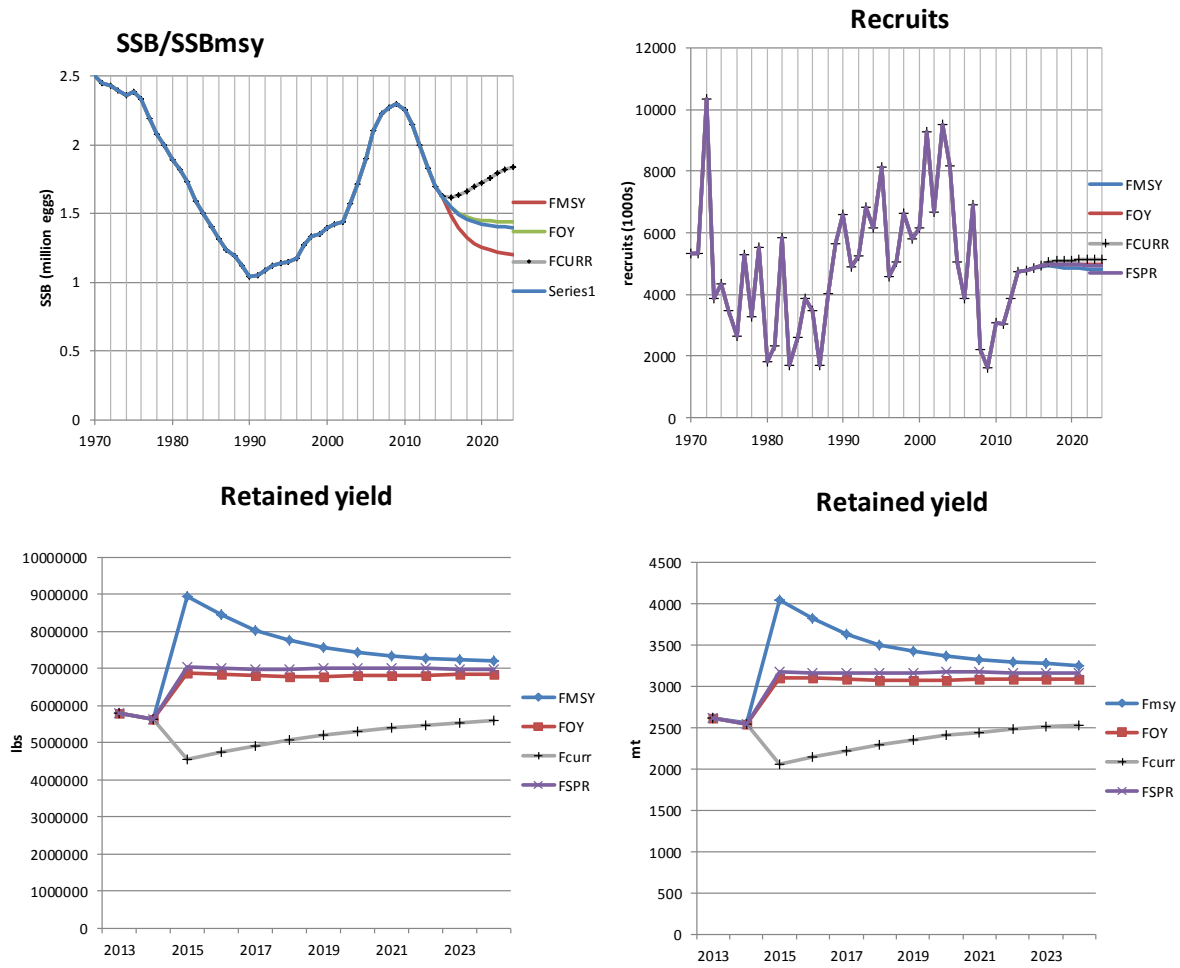 SSB/SSBmsy
SSB (million eggs)
2.5
2
1.5
1
0.5
0
1970 1980 1990 2000 2010 2020
FMSY
FOY
FCURR
Series1
Recruits
recruits (1000s)
12000
10000
8000
6000
4000
2000
0
1970 1980 1990 2000 2010 2020
FMSY
FOY
FCURR
FSPR
Retained yield
lbs
10000000
9000000
8000000
7000000
6000000
5000000
4000000
3000000
2000000
1000000
0
2013 2015 2017 2019 2021 2023
FMSY
FOY
Fcurr
FSPR
Retained yield
mt
4500
4000
3500
3000
2500
2000
1500
1000
500
0
2013 2015 2017 2019 2021 2023
Fmsy
FOY
Fcurr
FSPR